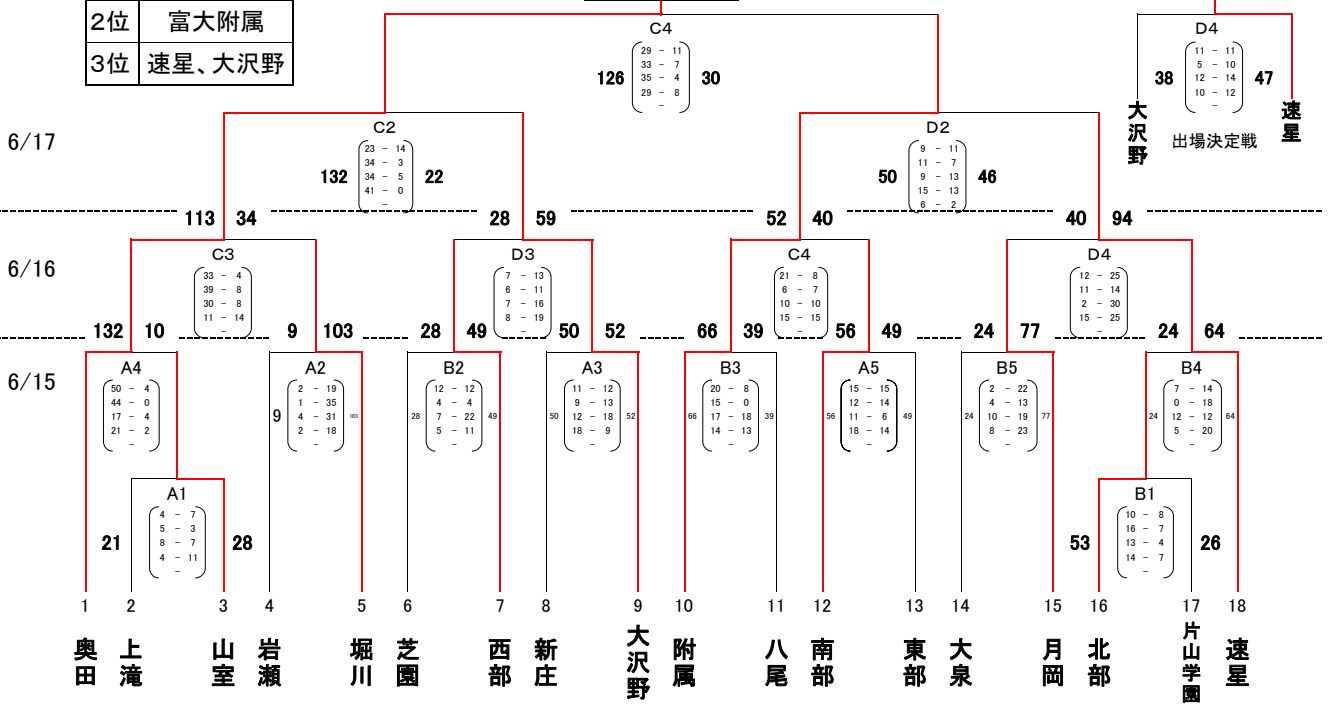 2位 富大附属
3位 速星、大沢野
C4
29 - 11
33 - 7
35 - 4
29 - 8
-
126 30
D4
11 - 11
5 - 10
12 - 14
10 - 12
-
38 47
大沢野
速星
出場決定戦
6/17
C2
23 - 14
34 - 3
34 - 5
41 - 0
-
132 22
D2
9 - 11
11 - 7
9 - 13
15 - 13
6 - 2
50 46
113 34 28 59 52 40 40 94
6/16
C3
33 - 4
39 - 8
30 - 8
11 - 14
-
D3
7 - 13
6 - 11
7 - 16
8 - 19
-
C4
21 - 8
6 - 7
10 - 10
15 - 15
-
D4
12 - 25
11 - 14
2 - 30
15 - 25
-
132 10 9 103 28 49 50 52 66 39 56 49 24 77 24 64
6/15
A4
50 - 4
44 - 0
17 - 4
21 - 2
-
A2
2 - 19
1 - 35
4 - 31
2 - 18
-
9 103
B2
12 - 12
4 - 4
7 - 22
5 - 11
-
28 49
A3
11 - 12
9 - 13
12 - 18
18 - 9
-
50 52
B3
20 - 8
15 - 0
17 - 18
14 - 13
-
66 39
A5
15 - 15
12 - 14
11 - 6
18 - 14
-
56 49
B5
2 - 22
4 - 13
10 - 19
8 - 23
-
24 77
B4
7 - 14
0 - 18
12 - 12
5 - 20
-
24 64
A1
4 - 7
5 - 3
8 - 7
4 - 11
-
21 28
B1
10 - 8
16 - 7
13 - 4
14 - 7
-
53 26
1 2 3 4 5 6 7 8 9 10 11 12 13 14 15 16 17 18
奥田
上滝
山室
岩瀬
堀川
芝園
西部
新庄
大沢野
附属
八尾
南部
東部
大泉
月岡
北部
片山学園
速星